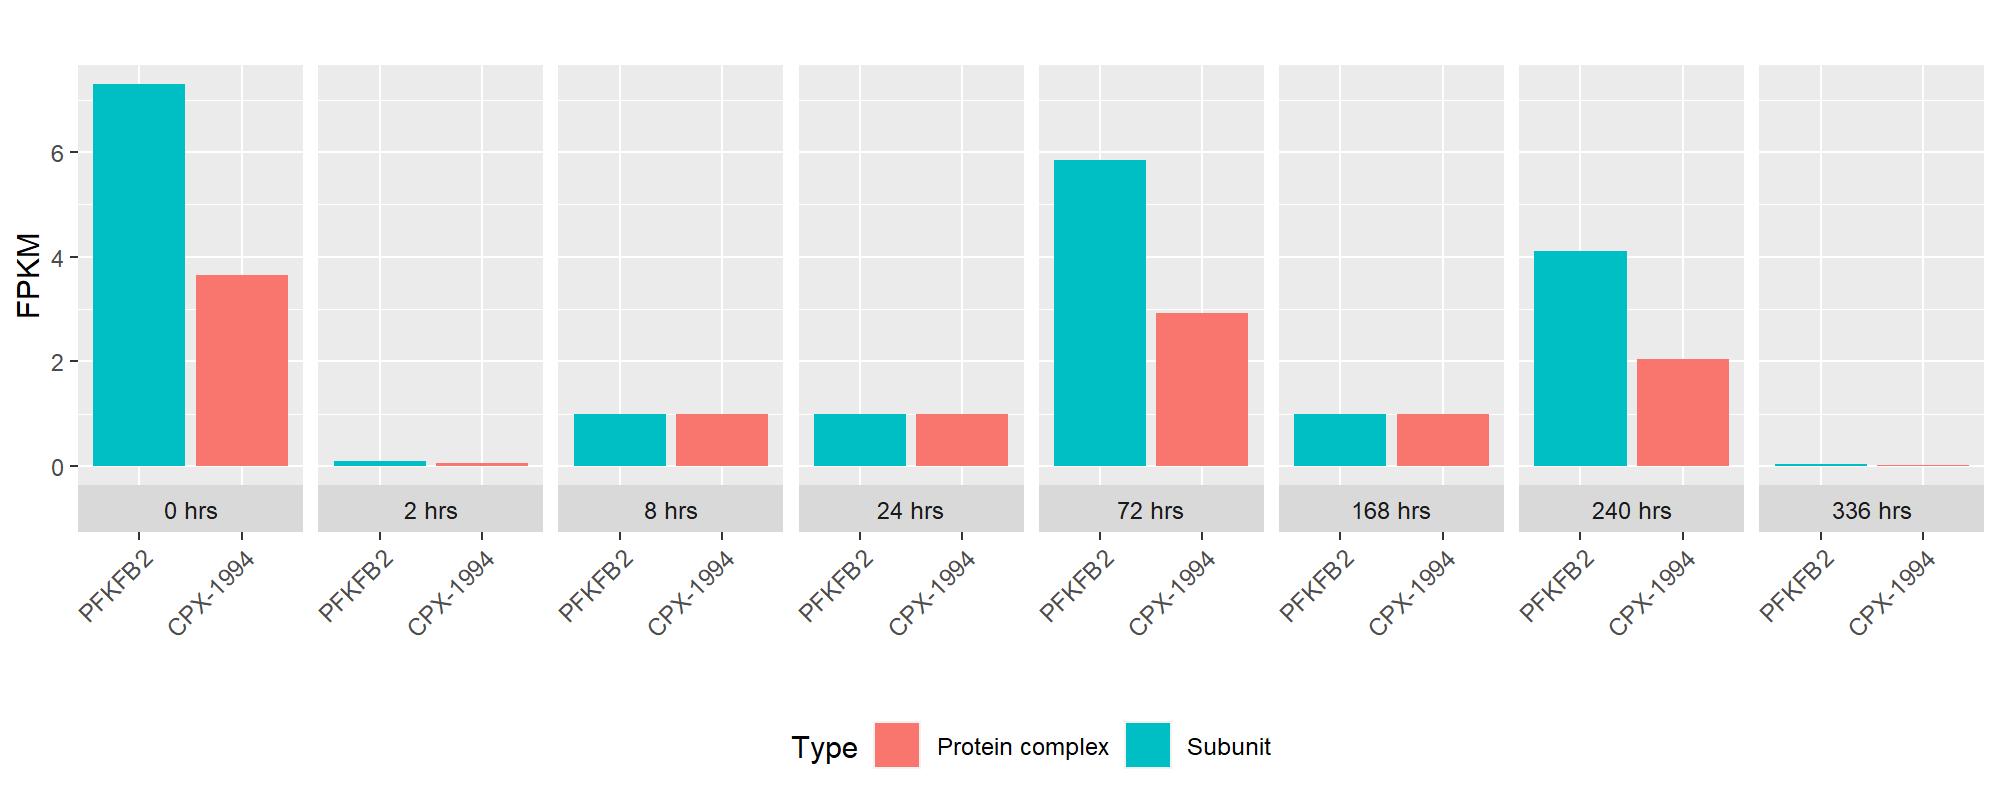 FPKM
6
4
2
0
0 hrs 2 hrs 8 hrs 24 hrs 72 hrs 168 hrs 240 hrs 336 hrs
PFKFB2 CPX-1994 PFKFB2 CPX-1994 PFKFB2 CPX-1994 PFKFB2 CPX-1994 PFKFB2 CPX-1994 PFKFB2 CPX-1994 PFKFB2 CPX-1994 PFKFB2 CPX-1994
Type Protein complex Subunit